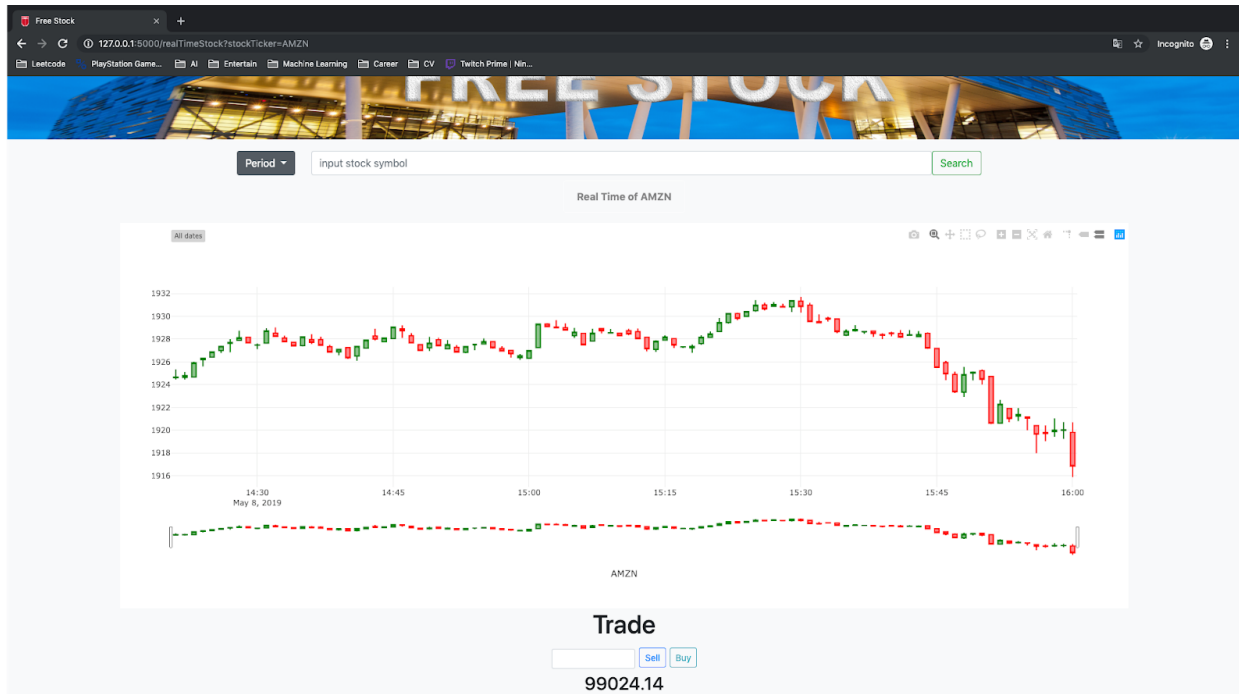 Free Stock
127.0.0.1:5000/realTimeStock?stockTicker=AMZN
Incognito
Leetcode PlayStation Game... AI Entertain Machine Learning Career CV Twitch Prime | Nin...
FREE STOCK
Period input stock symbol Search
Real Time of AMZN
All dates
1932
1930
1928
1926
1924
1922
1920
1918
1916
14:30 14:45 15:00 15:15 15:30 15:45 16:00
May 8, 2019
AMZN
Trade
Sell Buy
99024.14